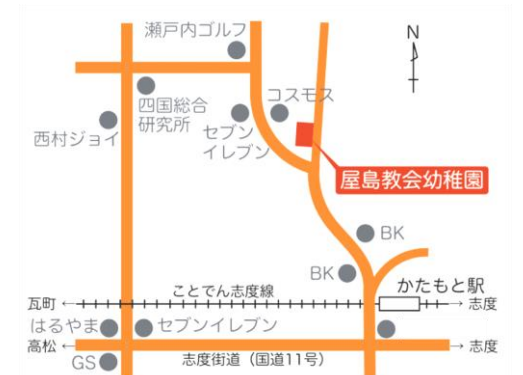 瀬戸内ゴルフ
N
コスモス
四国総合
研究所
西村ジョイ
セブン
イレブン
屋島教会幼稚園
BK
BK
かたもと駅
ことでん志度線
瓦町
志度
はるやま
セブンイレブン
高松
志度街道（国道11号）
志度
GS